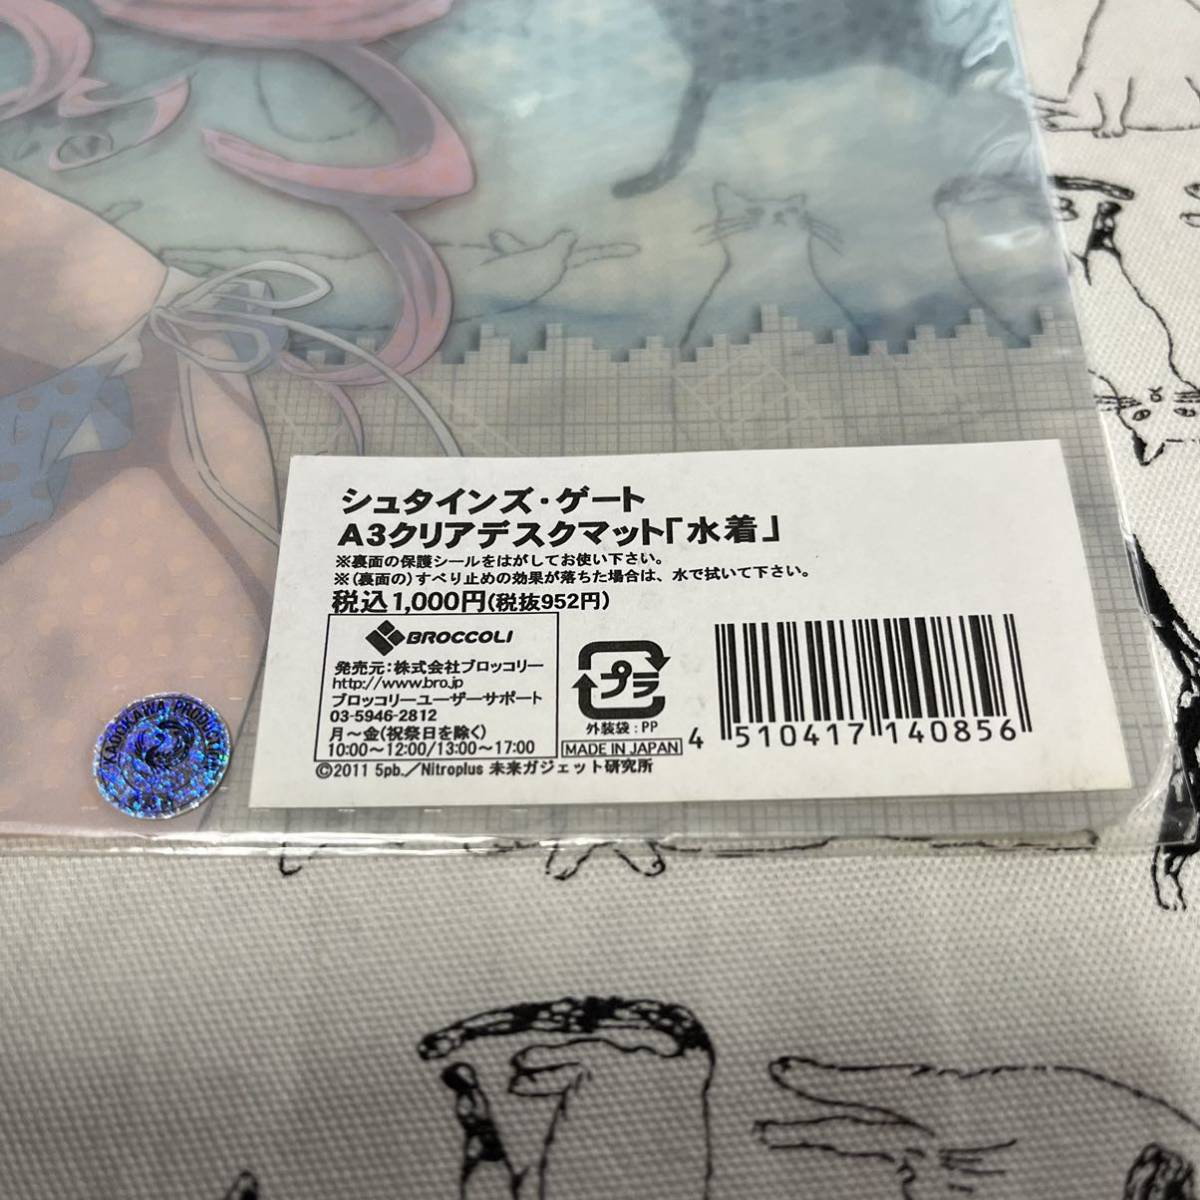 シュタインズ・ゲート
A3クリアデスクマット「水着」
※裏面の保護シールをはがしてお使い下さい。
※(裏面の)すべり止めの効果が落ちた場合は、水で拭いて下さい。
税込1,000円(税抜952円)
BROCCOLI
発売元:株式会社ブロッコリー
http://www.bro.jp
ブロッコリーユーザーサポート
03-5946-2812
月～金(祝祭日を除く)
10:00～12:00/13:00～17:00
プラ
外装袋:PP
MADE IN JAPAN
4 510417 140856
©2011 5pb.／Nitroplus 未来ガジェット研究所
KADOKAWA